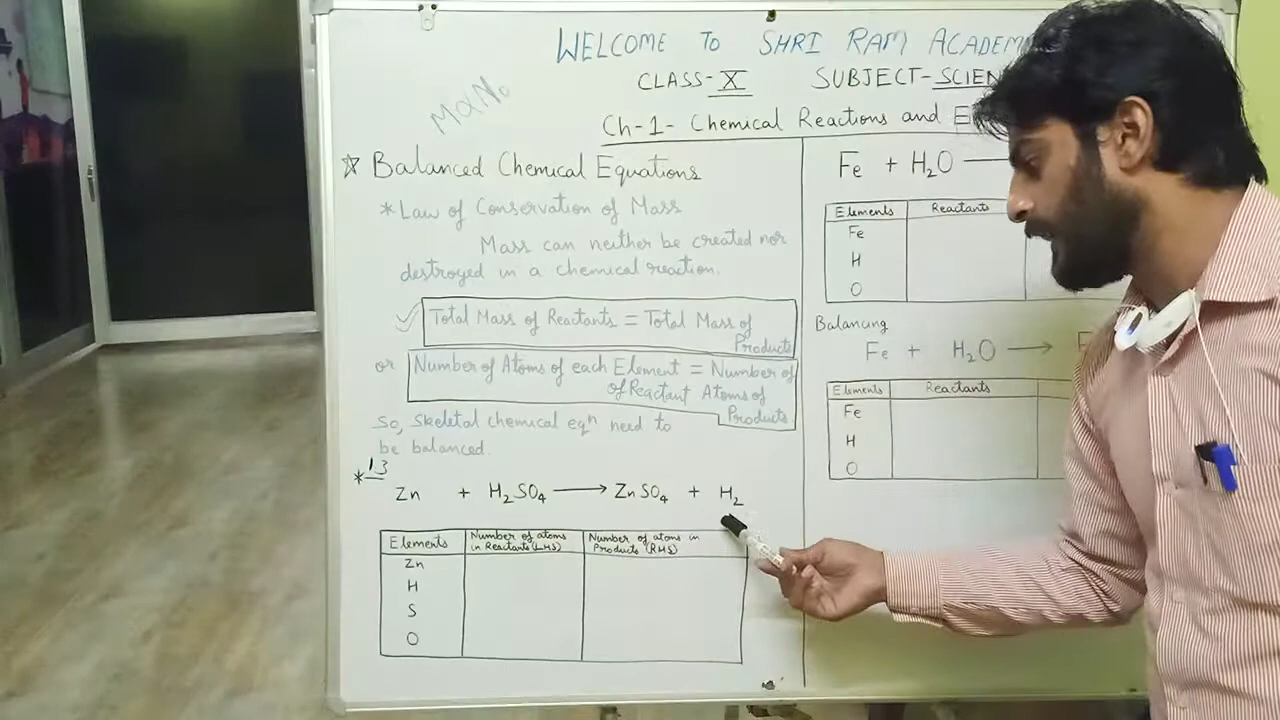 WELCOME TO SHRI RAM ACADEM
CLASS-X SUBJECT-SCIEN
Ch-1- Chemical Reactions and E
☆ Balanced Chemical Equations
*Law of Conservation of Mass
Mass can neither be created nor
destroyed in a chemical reaction.
Total Mass of Reactants = Total Mass of
Products
or Number of Atoms of each Element = Number of
of Reactant Atoms of
Products
So, skeletal chemical eqⁿ need to
be balanced.
* 1.3
Zn + H₂SO₄ ⟶ ZnSO₄ + H₂
Elements Number of atoms in Reactants (LHS) Number of atoms in Products (RHS)
Zn
H
S
O
Fe + H₂O ⟶
Elements Reactants
Fe
H
O
Balancing
Fe + H₂O ⟶ F
Elements Reactants
Fe
H
O